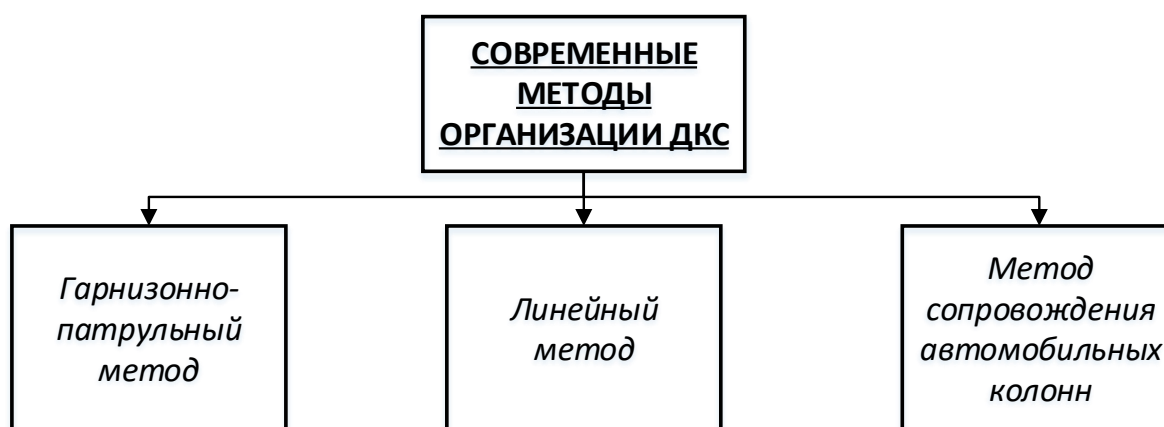 СОВРЕМЕННЫЕ
МЕТОДЫ
ОРГАНИЗАЦИИ ДКС
Гарнизонно-
патрульный
метод
Линейный
метод
Метод
сопровождения
автомобильных
колонн